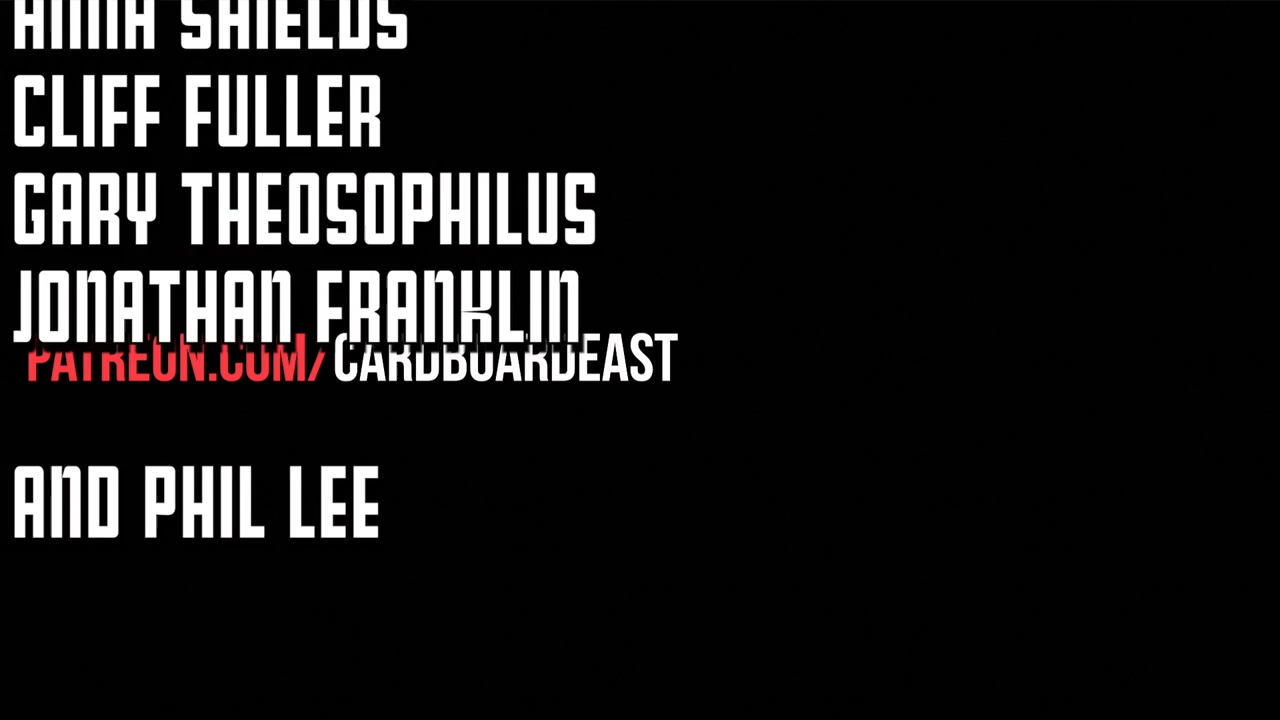 ANNA SHIELDS
CLIFF FULLER
GARY THEOSOPHILUS
JONATHAN FRANKLIN
PATREON.COM/CARDBOARDEAST
AND PHIL LEE